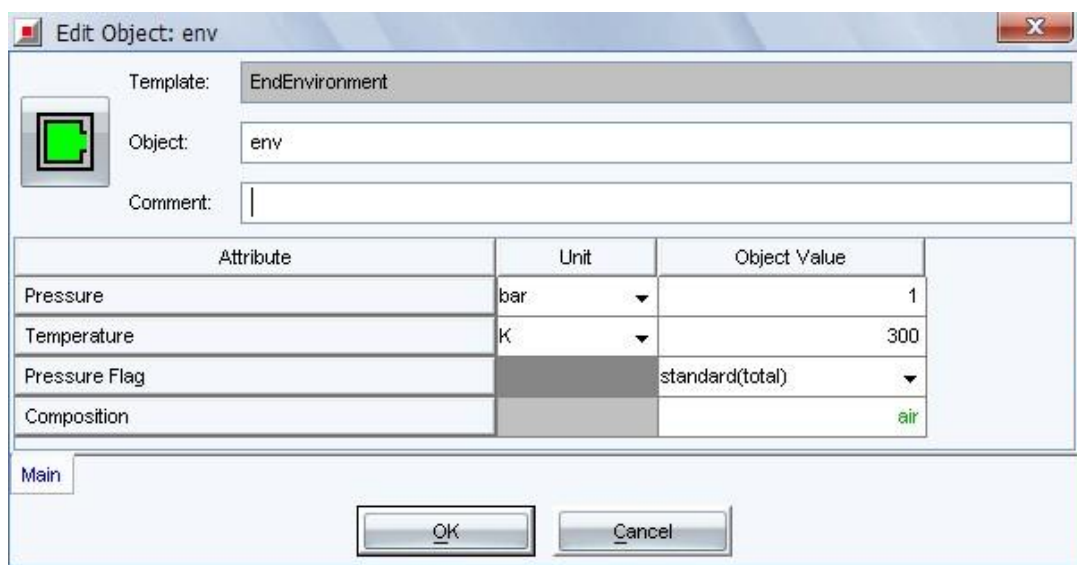 Edit Object: env
Template: EndEnvironment
Object: env
Comment:
Attribute Unit Object Value
Pressure bar 1
Temperature K 300
Pressure Flag standard(total)
Composition air
Main
OK Cancel